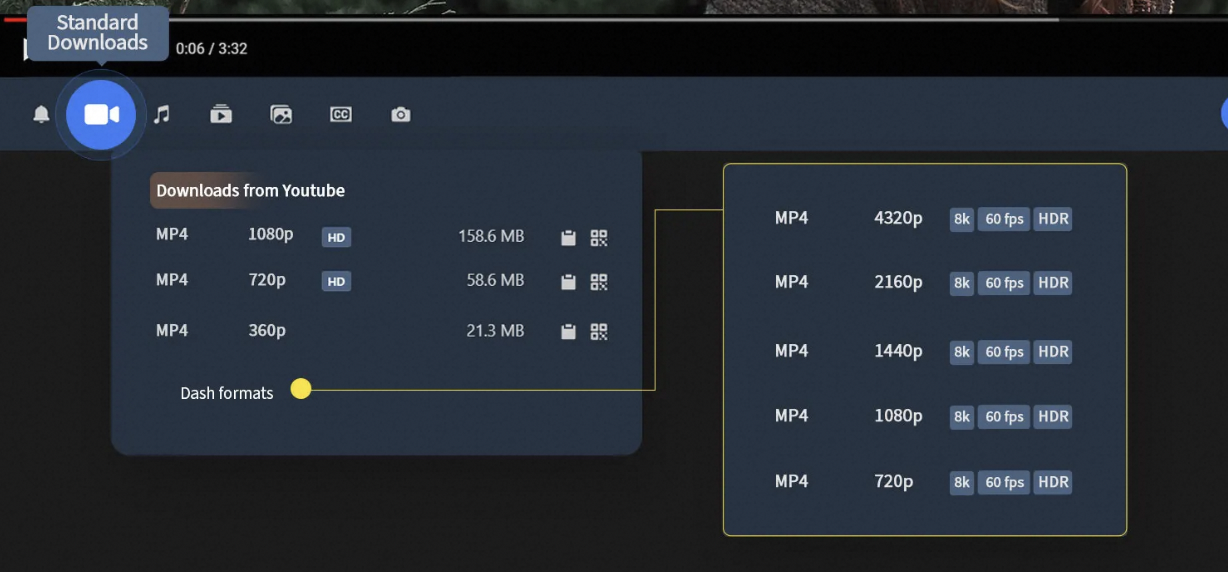 Standard
Downloads
0:06 / 3:32
CC
Downloads from Youtube
MP4 1080p HD 158.6 MB
MP4 720p HD 58.6 MB
MP4 360p 21.3 MB
Dash formats
MP4 4320p 8k 60 fps HDR
MP4 2160p 8k 60 fps HDR
MP4 1440p 8k 60 fps HDR
MP4 1080p 8k 60 fps HDR
MP4 720p 8k 60 fps HDR